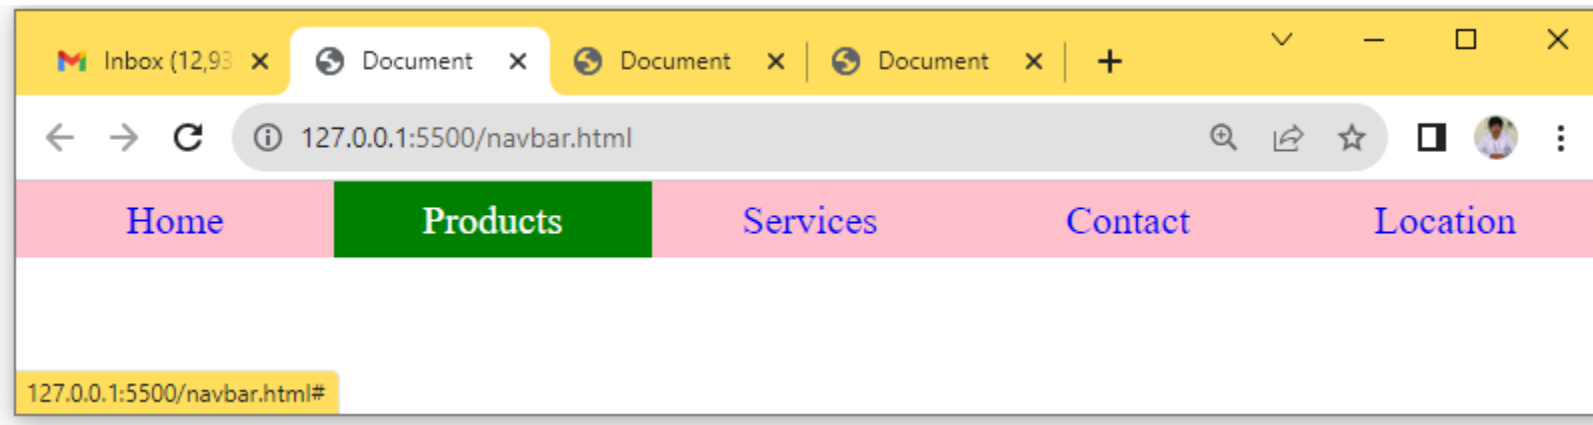 Inbox (12,93 Document Document Document
127.0.0.1:5500/navbar.html
Home Products Services Contact Location
127.0.0.1:5500/navbar.html#